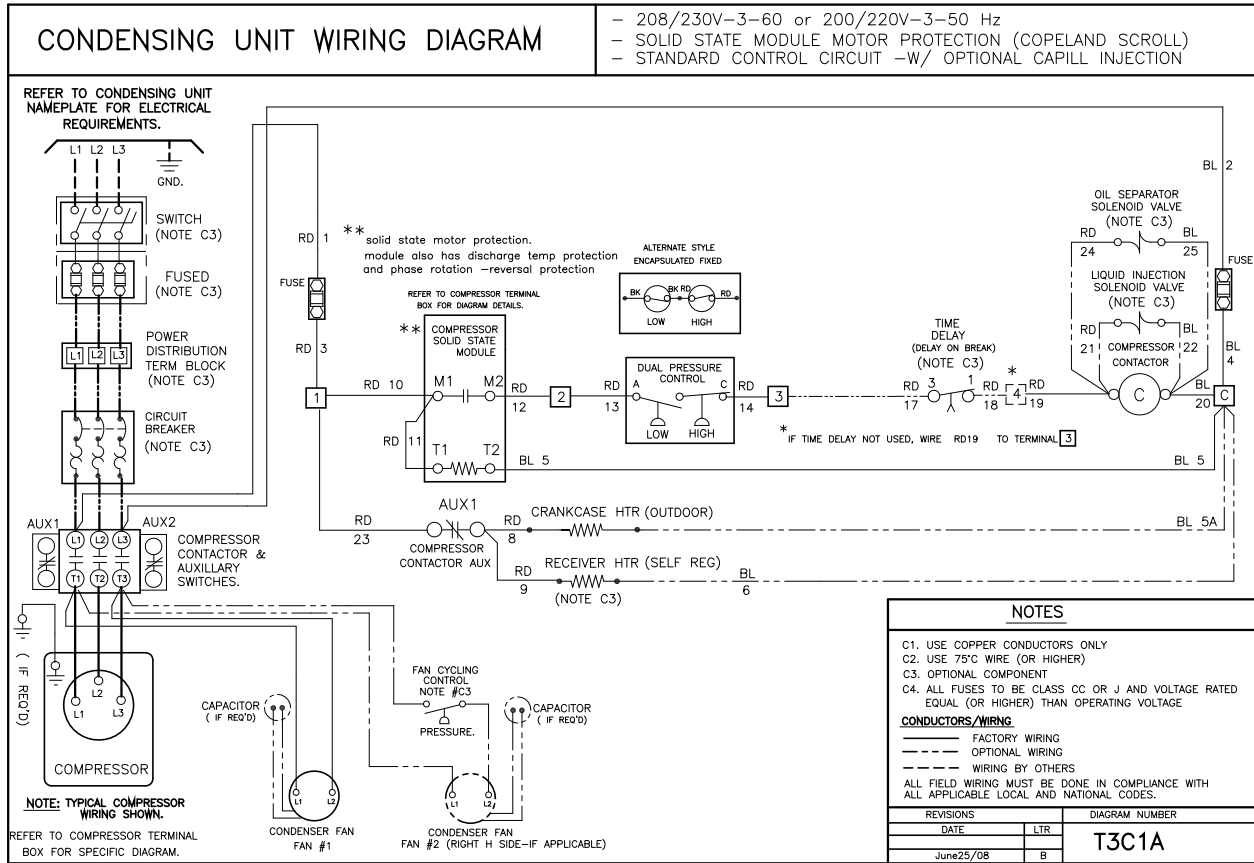 CONDENSING UNIT WIRING DIAGRAM
– 208/230V–3–60 or 200/220V–3–50 Hz
– SOLID STATE MODULE MOTOR PROTECTION (COPELAND SCROLL)
– STANDARD CONTROL CIRCUIT –W/ OPTIONAL CAPILL INJECTION
REFER TO CONDENSING UNIT
NAMEPLATE FOR ELECTRICAL
REQUIREMENTS.
L1 L2 L3
GND.
SWITCH
(NOTE C3)
FUSED
(NOTE C3)
POWER
DISTRIBUTION
TERM BLOCK
(NOTE C3)
L1 L2 L3
CIRCUIT
BREAKER
(NOTE C3)
AUX1
AUX2
L1 L2 L3
T1 T2 T3
COMPRESSOR
CONTACTOR &
AUXILLARY
SWITCHES.
( IF REQ'D)
L1 L2 L3
COMPRESSOR
NOTE: TYPICAL COMPRESSOR
WIRING SHOWN.
REFER TO COMPRESSOR TERMINAL
BOX FOR SPECIFIC DIAGRAM.
RD 1
FUSE
RD 3
1
** solid state motor protection.
module also has discharge temp protection
and phase rotation –reversal protection
REFER TO COMPRESSOR TERMINAL
BOX FOR DIAGRAM DETAILS.
**
COMPRESSOR
SOLID STATE
MODULE
RD 10
M1 M2
RD 11
T1 T2
RD
12
2
BL 5
ALTERNATE STYLE
ENCAPSULATED FIXED
BK BK RD RD
LOW HIGH
DUAL PRESSURE
CONTROL
RD
13
A C
LOW HIGH
RD
14
3
TIME
DELAY
(DELAY ON BREAK)
(NOTE C3)
RD
17
3 1
RD
18
*
4
RD
19
*IF TIME DELAY NOT USED, WIRE RD19 TO TERMINAL 3
OIL SEPARATOR
SOLENOID VALVE
(NOTE C3)
RD
24
BL
25
LIQUID INJECTION
SOLENOID VALVE
(NOTE C3)
RD
21
BL
22
COMPRESSOR
CONTACTOR
C
BL
20
C
BL 2
FUSE
BL
4
BL 5
RD
23
AUX1
COMPRESSOR
CONTACTOR AUX
RD
8
CRANKCASE HTR (OUTDOOR)
BL 5A
RD
9
RECEIVER HTR (SELF REG)
(NOTE C3)
BL
6
CAPACITOR
( IF REQ'D)
L1 L2
CONDENSER FAN
FAN #1
FAN CYCLING
CONTROL
NOTE #C3
PRESSURE.
CAPACITOR
( IF REQ'D)
L1 L2
CONDENSER FAN
FAN #2 (RIGHT H SIDE–IF APPLICABLE)
NOTES
C1. USE COPPER CONDUCTORS ONLY
C2. USE 75°C WIRE (OR HIGHER)
C3. OPTIONAL COMPONENT
C4. ALL FUSES TO BE CLASS CC OR J AND VOLTAGE RATED
EQUAL (OR HIGHER) THAN OPERATING VOLTAGE
CONDUCTORS/WIRNG
FACTORY WIRING
OPTIONAL WIRING
WIRING BY OTHERS
ALL FIELD WIRING MUST BE DONE IN COMPLIANCE WITH
ALL APPLICABLE LOCAL AND NATIONAL CODES.
REVISIONS
DATE LTR
June25/08 B
DIAGRAM NUMBER
T3C1A